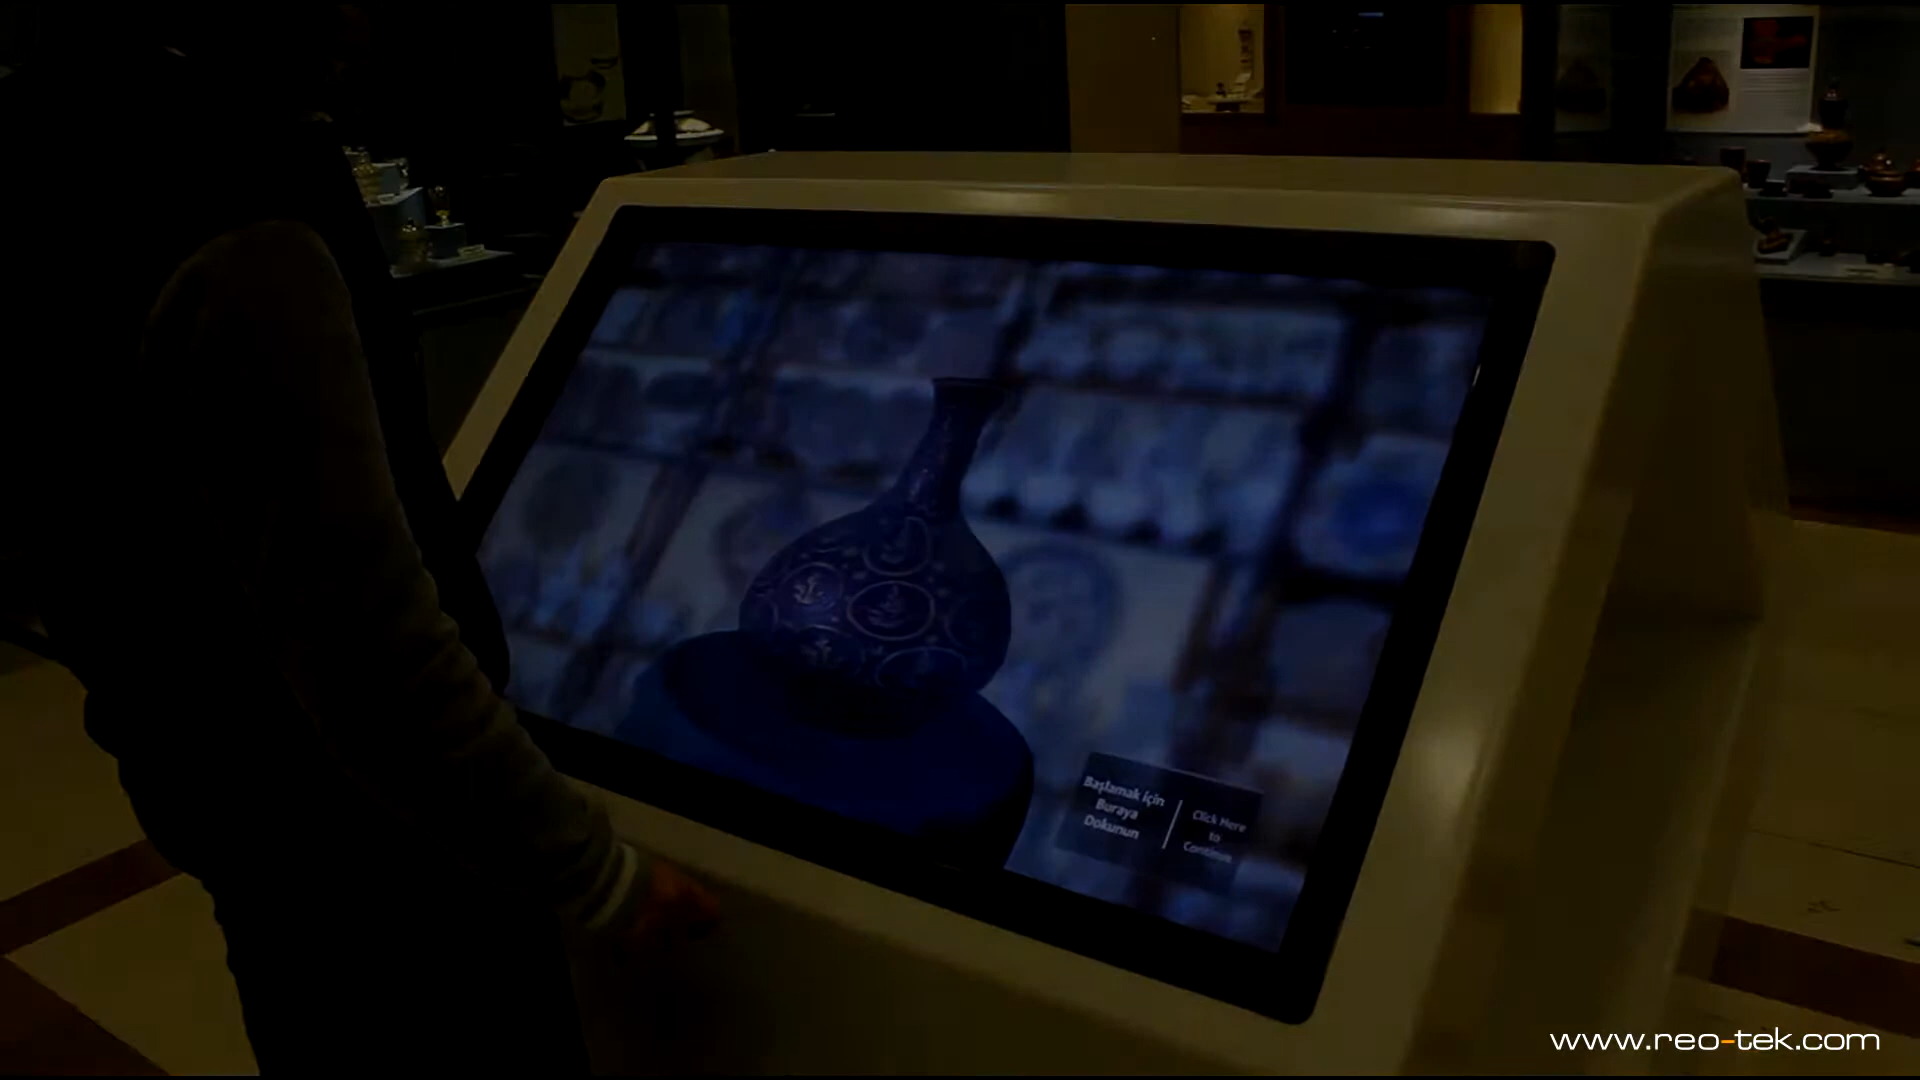 Başlamak için
Buraya
Dokunun
Click Here
to
Continue
www.reo-tek.com